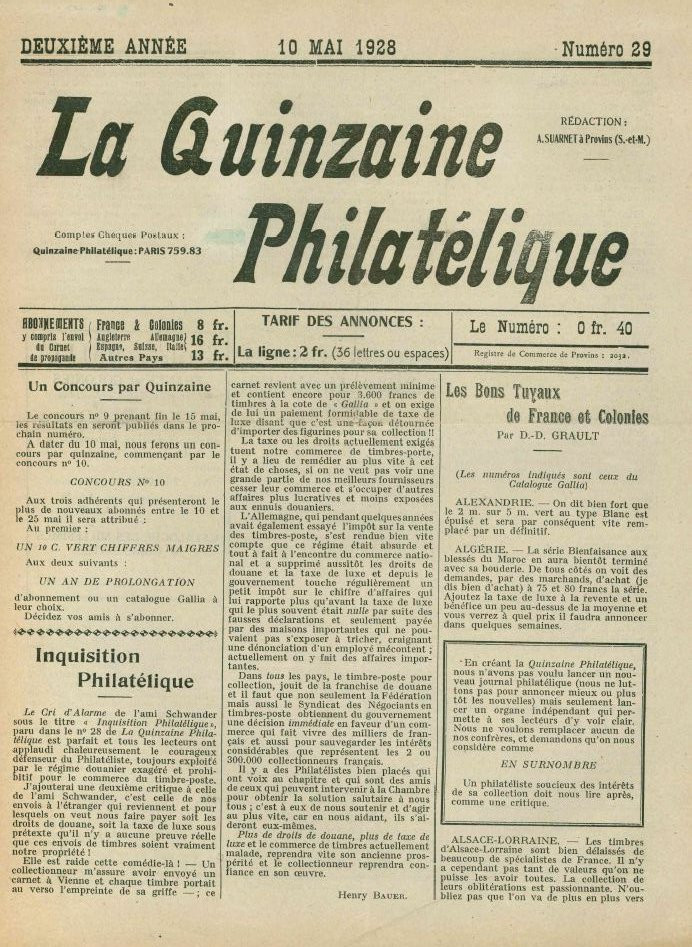 DEUXIÈME ANNÉE 10 MAI 1928 Numéro 29
La Quinzaine
Philatélique
RÉDACTION :
A. SUARNET à Provins (S.-et-M.)
Comptes Chèques Postaux :
Quinzaine-Philatélique : PARIS 759.83
ABONNEMENTS
y compris l'envoi
du Carnet
de propagande
France & Colonies 8 fr.
Angleterre Allemagne
Espagne, Suisse, Italie 16 fr.
Autres Pays 13 fr.
TARIF DES ANNONCES :
La ligne : 2 fr. (36 lettres ou espaces)
Le Numéro : 0 fr. 40
Registre de Commerce de Provins : 2032.
Un Concours par Quinzaine
Le concours nº 9 prenant fin le 15 mai,
les résultats en seront publiés dans le pro-
chain numéro.
A dater du 10 mai, nous ferons un con-
cours par quinzaine, commençant par le
concours nº 10.
CONCOURS Nº 10
Aux trois adhérents qui présenteront le
plus de nouveaux abonnés entre le 10 et
le 25 mai il sera attribué :
Au premier :
UN 10 C. VERT CHIFFRES MAIGRES
Aux deux suivants :
UN AN DE PROLONGATION
d'abonnement ou un catalogue Gallia à
leur choix.
Décidez vos amis à s'abonner.
Inquisition
Philatélique
Le Cri d'Alarme de l'ami Schwander
sous le titre « Inquisition Philatélique »,
paru dans le nº 28 de La Quinzaine Phila-
télique est parfait et tous les lecteurs ont
applaudi chaleureusement le courageux
défenseur du Philatéliste, toujours exploité
par le régime douanier exagéré et prohi-
bitif pour le commerce du timbre-poste.
J'ajouterai une deuxième critique à celle
de l'ami Schwander, c'est celle de nos
envois à l'étranger qui reviennent et pour
lesquels on veut nous faire payer soit les
droits de douane, soit la taxe de luxe sous
prétexte qu'il n'y a aucune preuve réelle
que ces envois de timbres soient vraiment
notre propriété !
Elle est raide cette comédie-là ! — Un
collectionneur m'assure avoir envoyé un
carnet à Vienne et chaque timbre portait
au verso l'empreinte de sa griffe — ; ce
carnet revient avec un prélèvement minime
et contient encore pour 3.600 francs de
timbres à la cote de « Gallia » et on exige
de lui un paiement formidable de taxe de
luxe disant que c'est une façon détournée
d'importer des figurines pour sa collection !!
La taxe ou les droits actuellement exigés
tuent notre commerce de timbres-porte,
il y a lieu de remédier au plus vite à cet
état de choses, si on ne veut pas voir une
grande partie de nos meilleurs fournisseurs
cesser leur commerce et s'occuper d'autres
affaires plus lucratives et moins exposées
aux ennuis douaniers.
L'Allemagne, qui pendant quelques années
avait également essayé l'impôt sur la vente
des timbres-poste, s'est rendue bien vite
compte que ce régime était absurde et
tout à fait à l'encontre du commerce natio-
nal et a supprimé aussitôt les droits de
douane et la taxe de luxe et depuis le
gouvernement touche régulièrement un
petit impôt sur le chiffre d'affaires qui
lui rapporte plus qu'avant la taxe de luxe
qui le plus souvent était nulle par suite des
fausses déclarations et seulement payée
par des maisons importantes qui ne pou-
vaient pas s'exposer à tricher, craignant
une dénonciation d'un employé mécontent ;
actuellement on y fait des affaires impor-
tantes.
Dans tous les pays, le timbre-poste pour
collection, jouit de la franchise de douane
et il faut que non seulement la Fédération
mais aussi le Syndicat des Négociants en
timbres-poste obtiennent du gouvernement
une décision immédiate en faveur d'un com-
merce qui fait vivre des milliers de fran-
çais et aussi pour sauvegarder les intérêts
considérables que représentent les 2 ou
300.000 collectionneurs français.
Il y a des Philatélistes bien placés qui
ont voix au chapitre et qui sont des amis
de ceux qui peuvent intervenir à la Chambre
pour obtenir la solution salutaire à nous
tous ; c'est à eux de nous soutenir et d'agir
au plus vite, car en nous aidant, ils s'ai-
deront eux-mêmes.
Plus de droits de douane, plus de taxe de
luxe et le commerce de timbres actuellement
malade, reprendra vite son ancienne pros-
périté et le collectionneur reprendra con-
fiance en son œuvre.
Henry BAUER.
Les Bons Tuyaux
de France et Colonies
Par D.-D. GRAULT
(Les numéros indiqués sont ceux du
Catalogue Gallia)
ALEXANDRIE. — On dit bien fort que
le 2 m. sur 5 m. vert au type Blanc est
épuisé et sera par conséquent vite rem-
placé par un définitif.
ALGÉRIE. — La série Bienfaisance aux
blessés du Maroc en aura bientôt terminé
avec sa bouderie. De tous côtés on voit des
demandes, par des marchands, d'achat (je
dis bien d'achat) à 75 et 80 francs la série.
Ajoutez la taxe de luxe à la revente et un
bénéfice un peu au-dessus de la moyenne et
vous verrez à quel prix il faudra annoncer
dans quelques semaines.
En créant la Quinzaine Philatélique,
nous n'avons pas voulu lancer un nou-
veau journal philatélique (nous ne lut-
tons pas pour annoncer mieux ou plus
tôt les nouvelles) mais seulement lan-
cer un organe indépendant qui per-
mette à ses lecteurs d'y voir clair.
Nous ne voulons remplacer aucun de
nos confrères, et demandons qu'on nous
considère comme
EN SURNOMBRE
Un philatéliste soucieux des intérêts
de sa collection doit nous lire après,
comme une critique.
ALSACE-LORRAINE. — Les timbres
d'Alsace-Lorraine sont bien délaissés de
beaucoup de spécialistes de France. Il n'y
a cependant pas tant de valeurs qu'on ne
puisse les avoir toutes. La collection de
leurs oblitérations est passionnante. N'ou-
bliez pas que l'on va de plus en plus vers